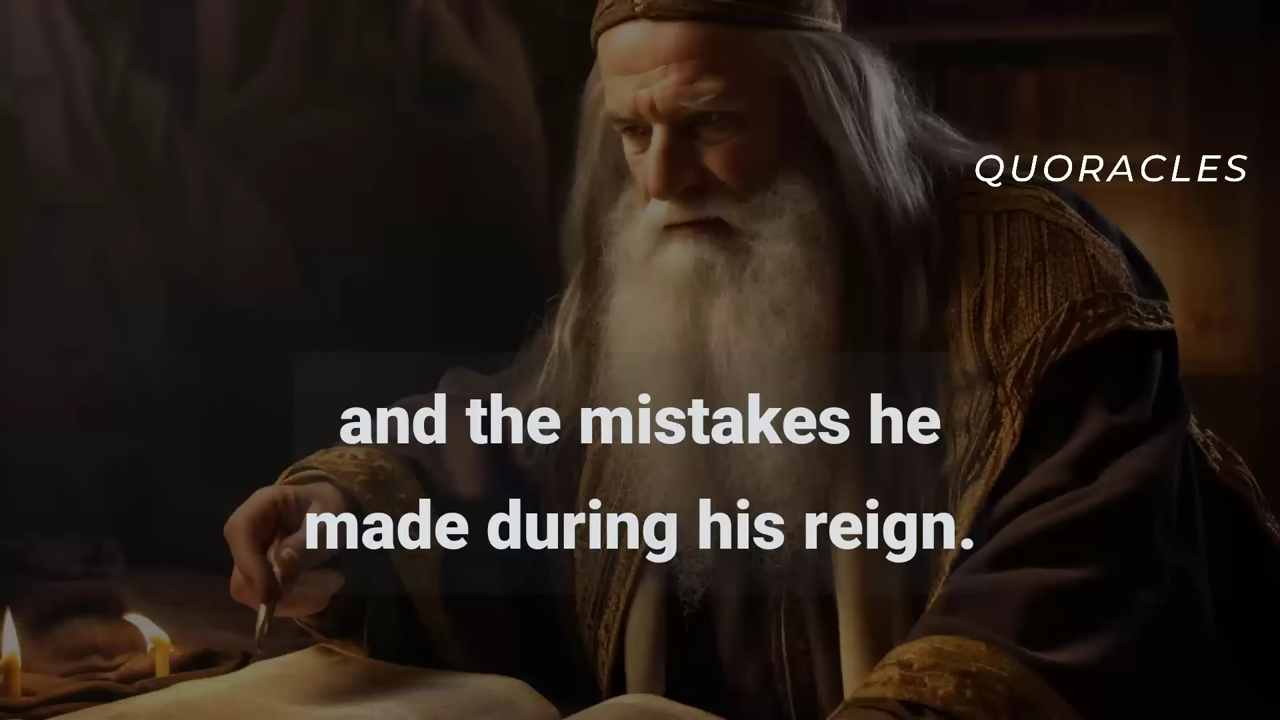 QUORACLES
and the mistakes he
made during his reign.